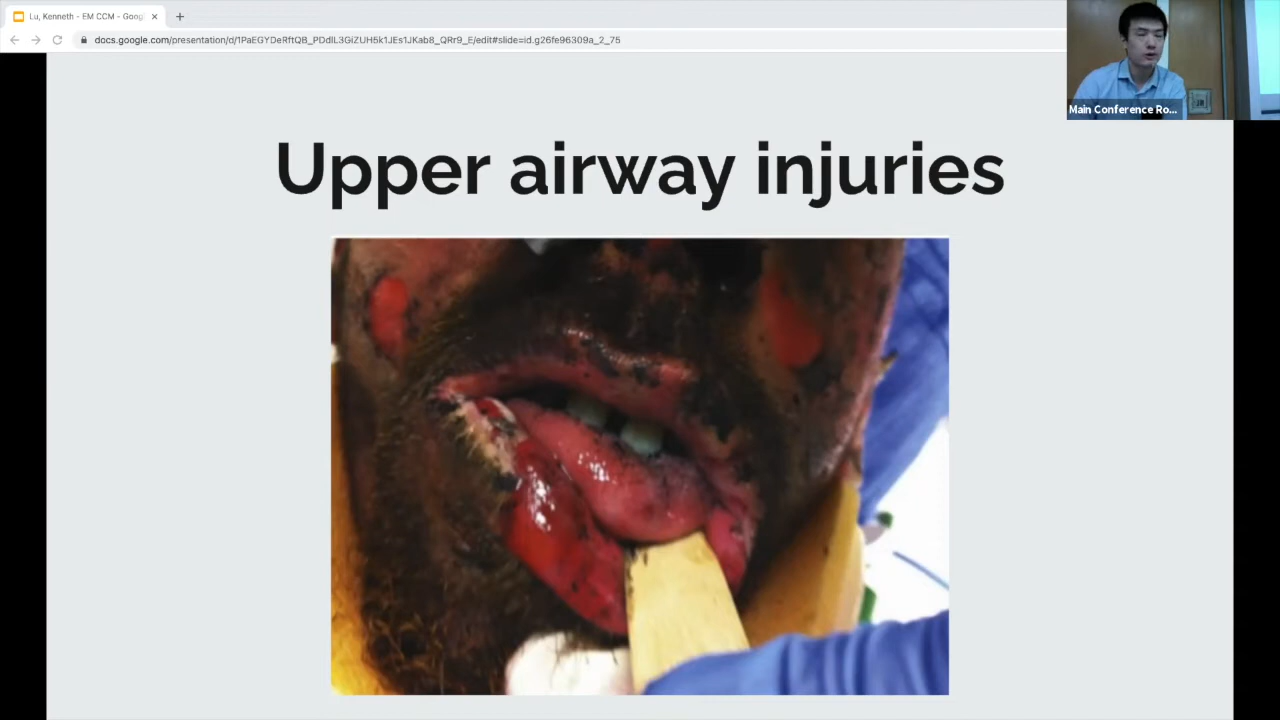 Lu, Kenneth - EM CCM - Goog
docs.google.com/presentation/d/1PaEGYDeRftQB_PDdlL3GiZUH5k1JEs1JKab8_QRr9_E/edit#slide=id.g26fe96309a_2_75
Main Conference Ro...
Upper airway injuries